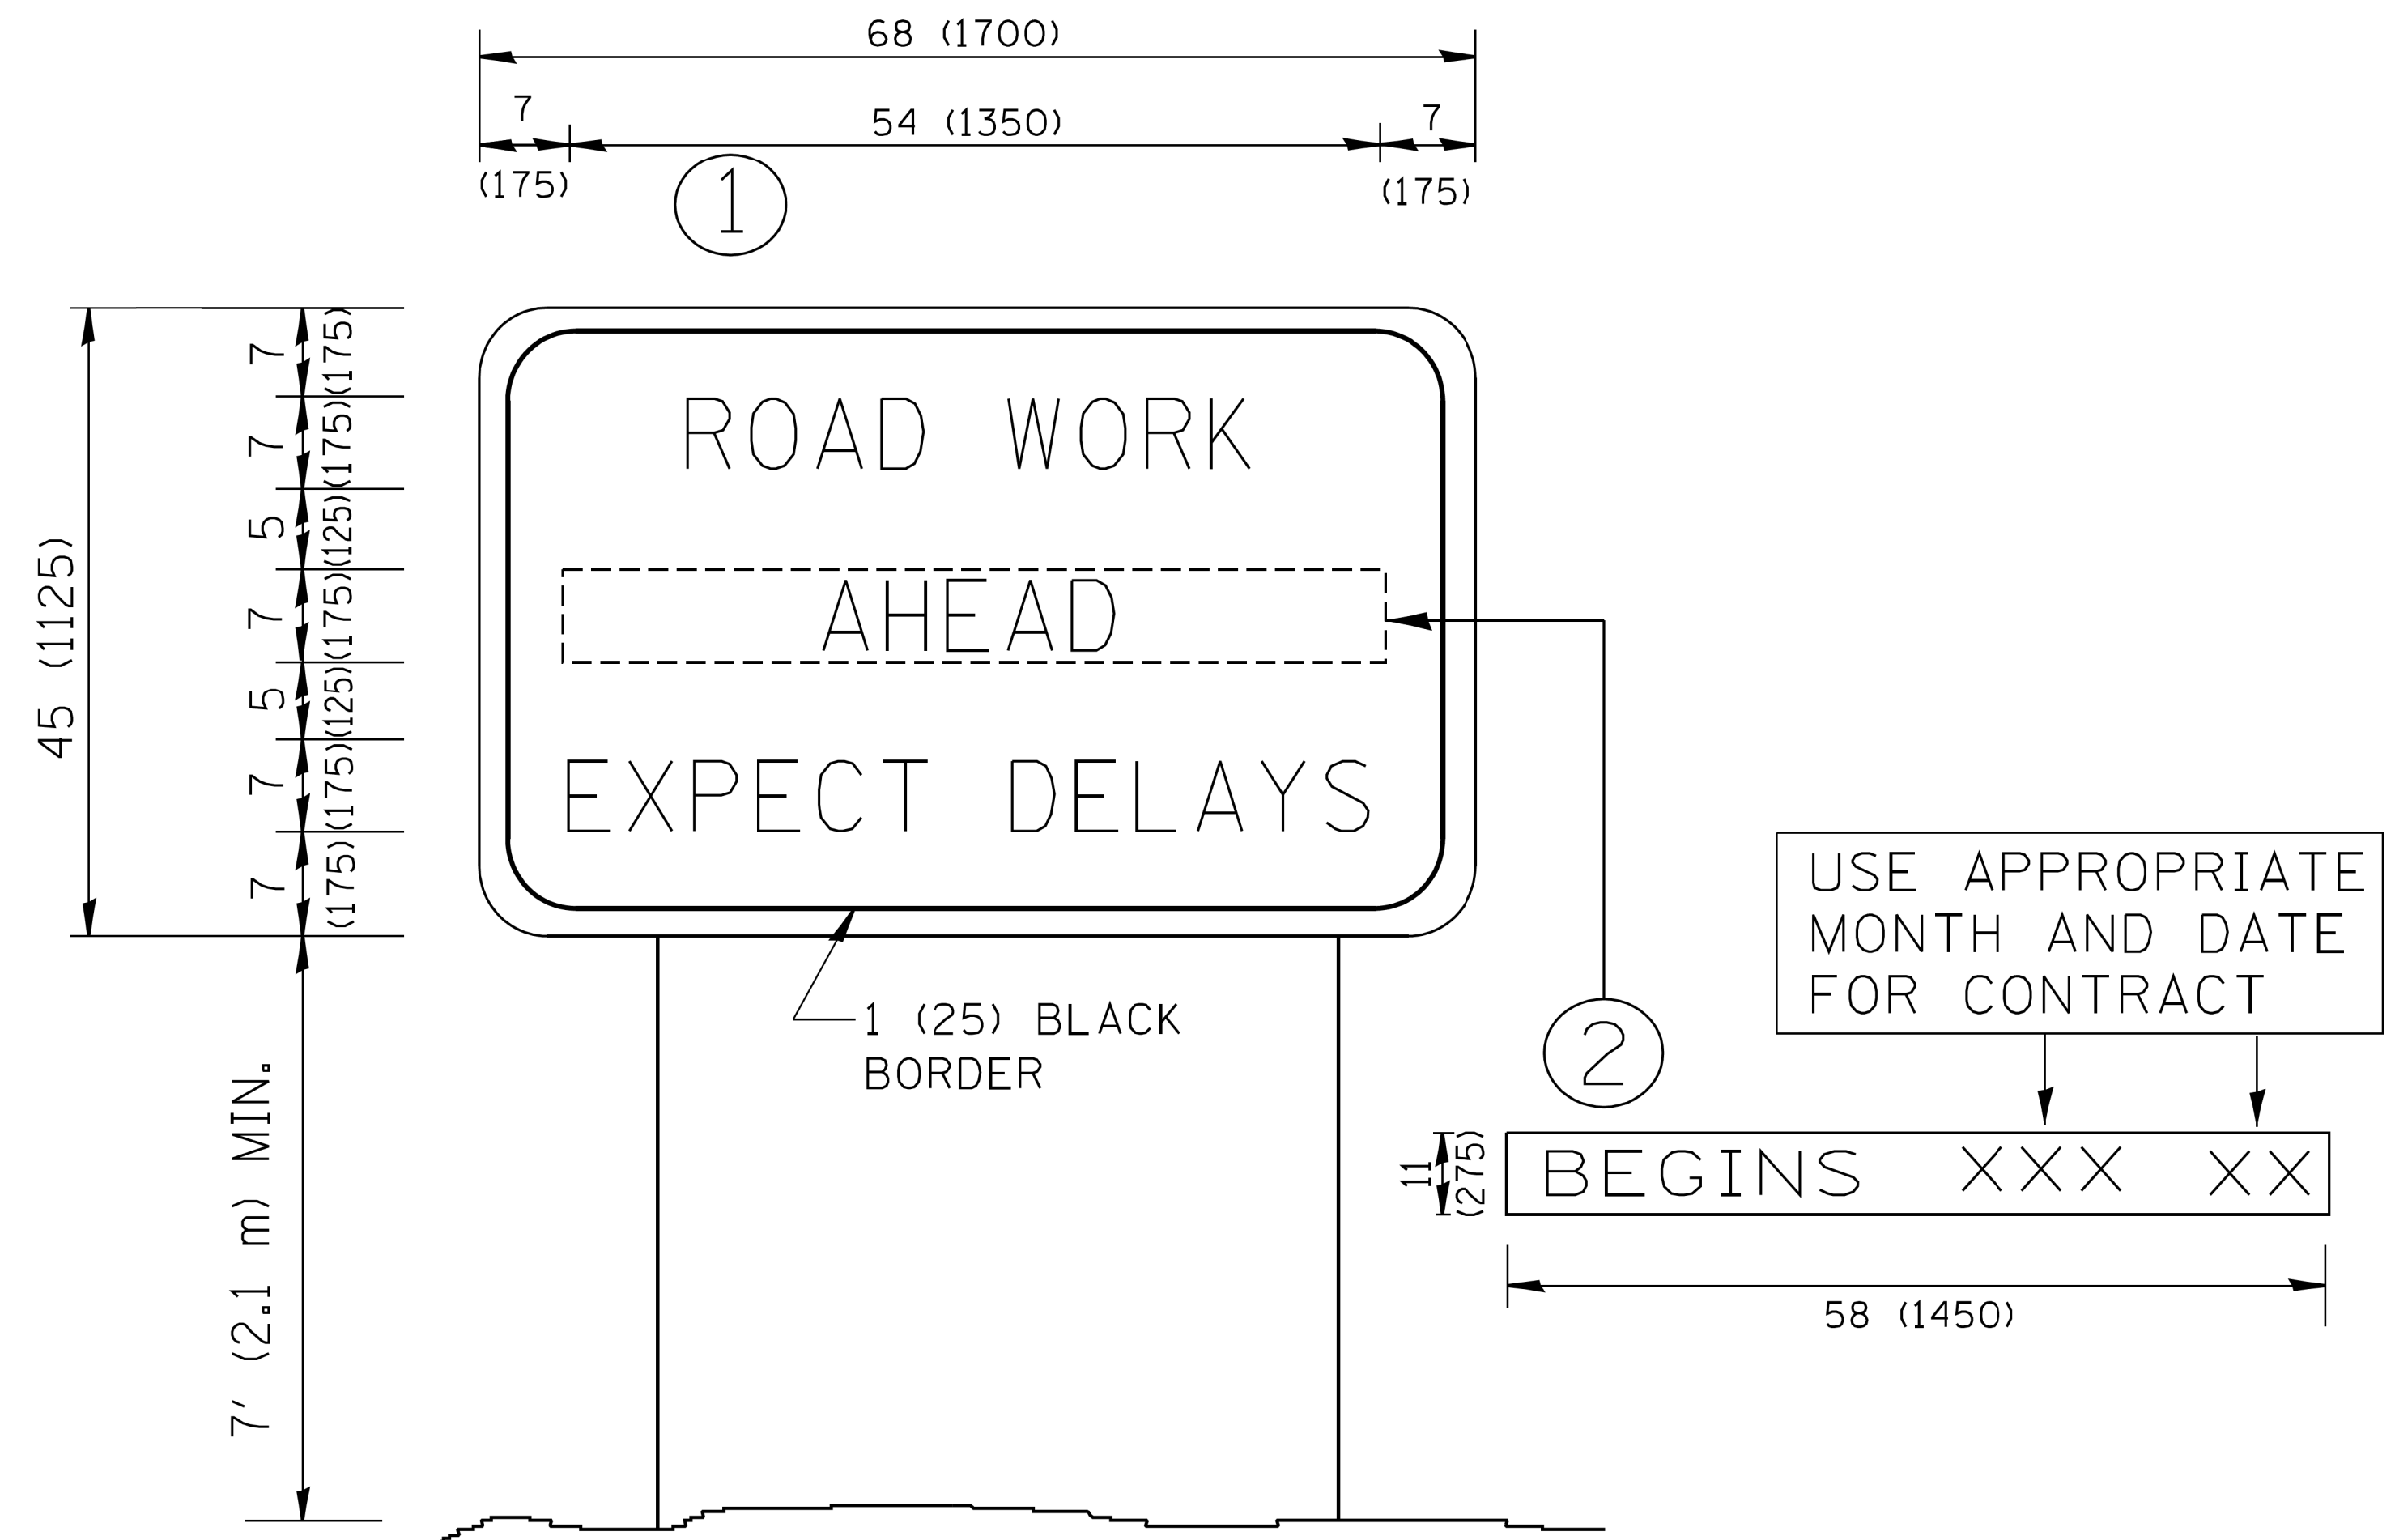 68 (1700)
7
54 (1350)
7
(175)
(175)
1
45 (1125)
7 (175)
7 (175)
5 (125)
7 (175)
5 (125)
7 (175)
7 (175)
ROAD WORK
AHEAD
EXPECT DELAYS
1 (25) BLACK
BORDER
7' (2.1 m) MIN.
2
USE APPROPRIATE
MONTH AND DATE
FOR CONTRACT
11
(275)
BEGINS XXX XX
58 (1450)